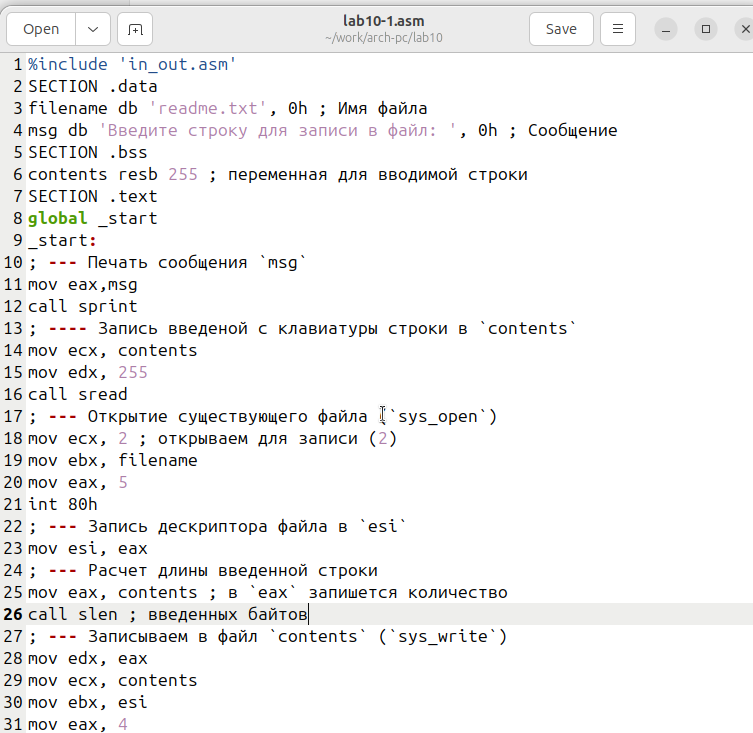 Open
lab10-1.asm
~/work/arch-pc/lab10
Save
1 %include 'in_out.asm'
2 SECTION .data
3 filename db 'readme.txt', 0h ; Имя файла
4 msg db 'Введите строку для записи в файл: ', 0h ; Сообщение
5 SECTION .bss
6 contents resb 255 ; переменная для вводимой строки
7 SECTION .text
8 global _start
9 _start:
10 ; --- Печать сообщения `msg`
11 mov eax,msg
12 call sprint
13 ; ---- Запись введеной с клавиатуры строки в `contents`
14 mov ecx, contents
15 mov edx, 255
16 call sread
17 ; --- Открытие существующего файла (`sys_open`)
18 mov ecx, 2 ; открываем для записи (2)
19 mov ebx, filename
20 mov eax, 5
21 int 80h
22 ; --- Запись дескриптора файла в `esi`
23 mov esi, eax
24 ; --- Расчет длины введенной строки
25 mov eax, contents ; в `eax` запишется количество
26 call slen ; введенных байтов
27 ; --- Записываем в файл `contents` (`sys_write`)
28 mov edx, eax
29 mov ecx, contents
30 mov ebx, esi
31 mov eax, 4